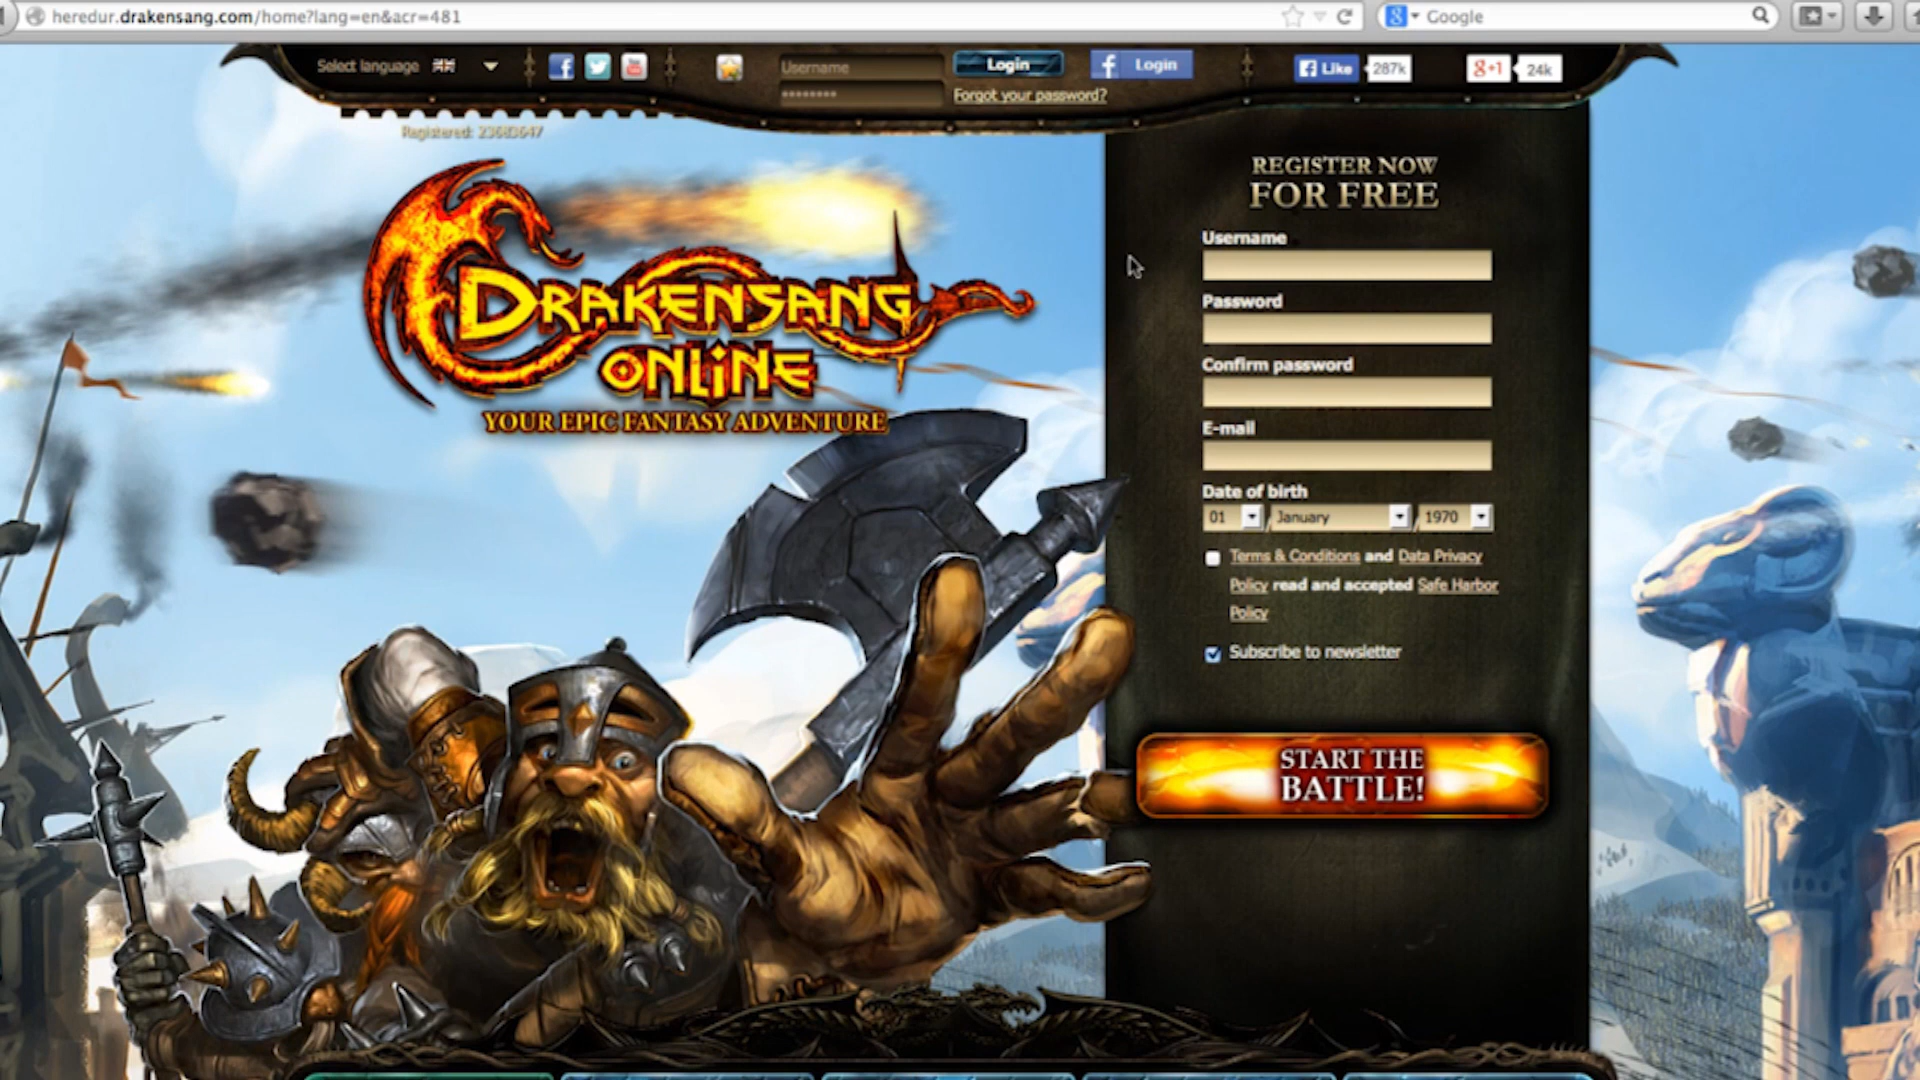 heredur.drakensang.com/home?lang=en&acr=481
Google
Select language
Username
Login
Login
Like
287k
g+1
24k
Forgot your password?
Registered: 23683647
DRAKENSANG
ONLINE
YOUR EPIC FANTASY ADVENTURE
REGISTER NOW
FOR FREE
Username
Password
Confirm password
E-mail
Date of birth
01 / January / 1970
Terms & Conditions and Data Privacy
Policy read and accepted Safe Harbor
Policy
Subscribe to newsletter
START THE
BATTLE!